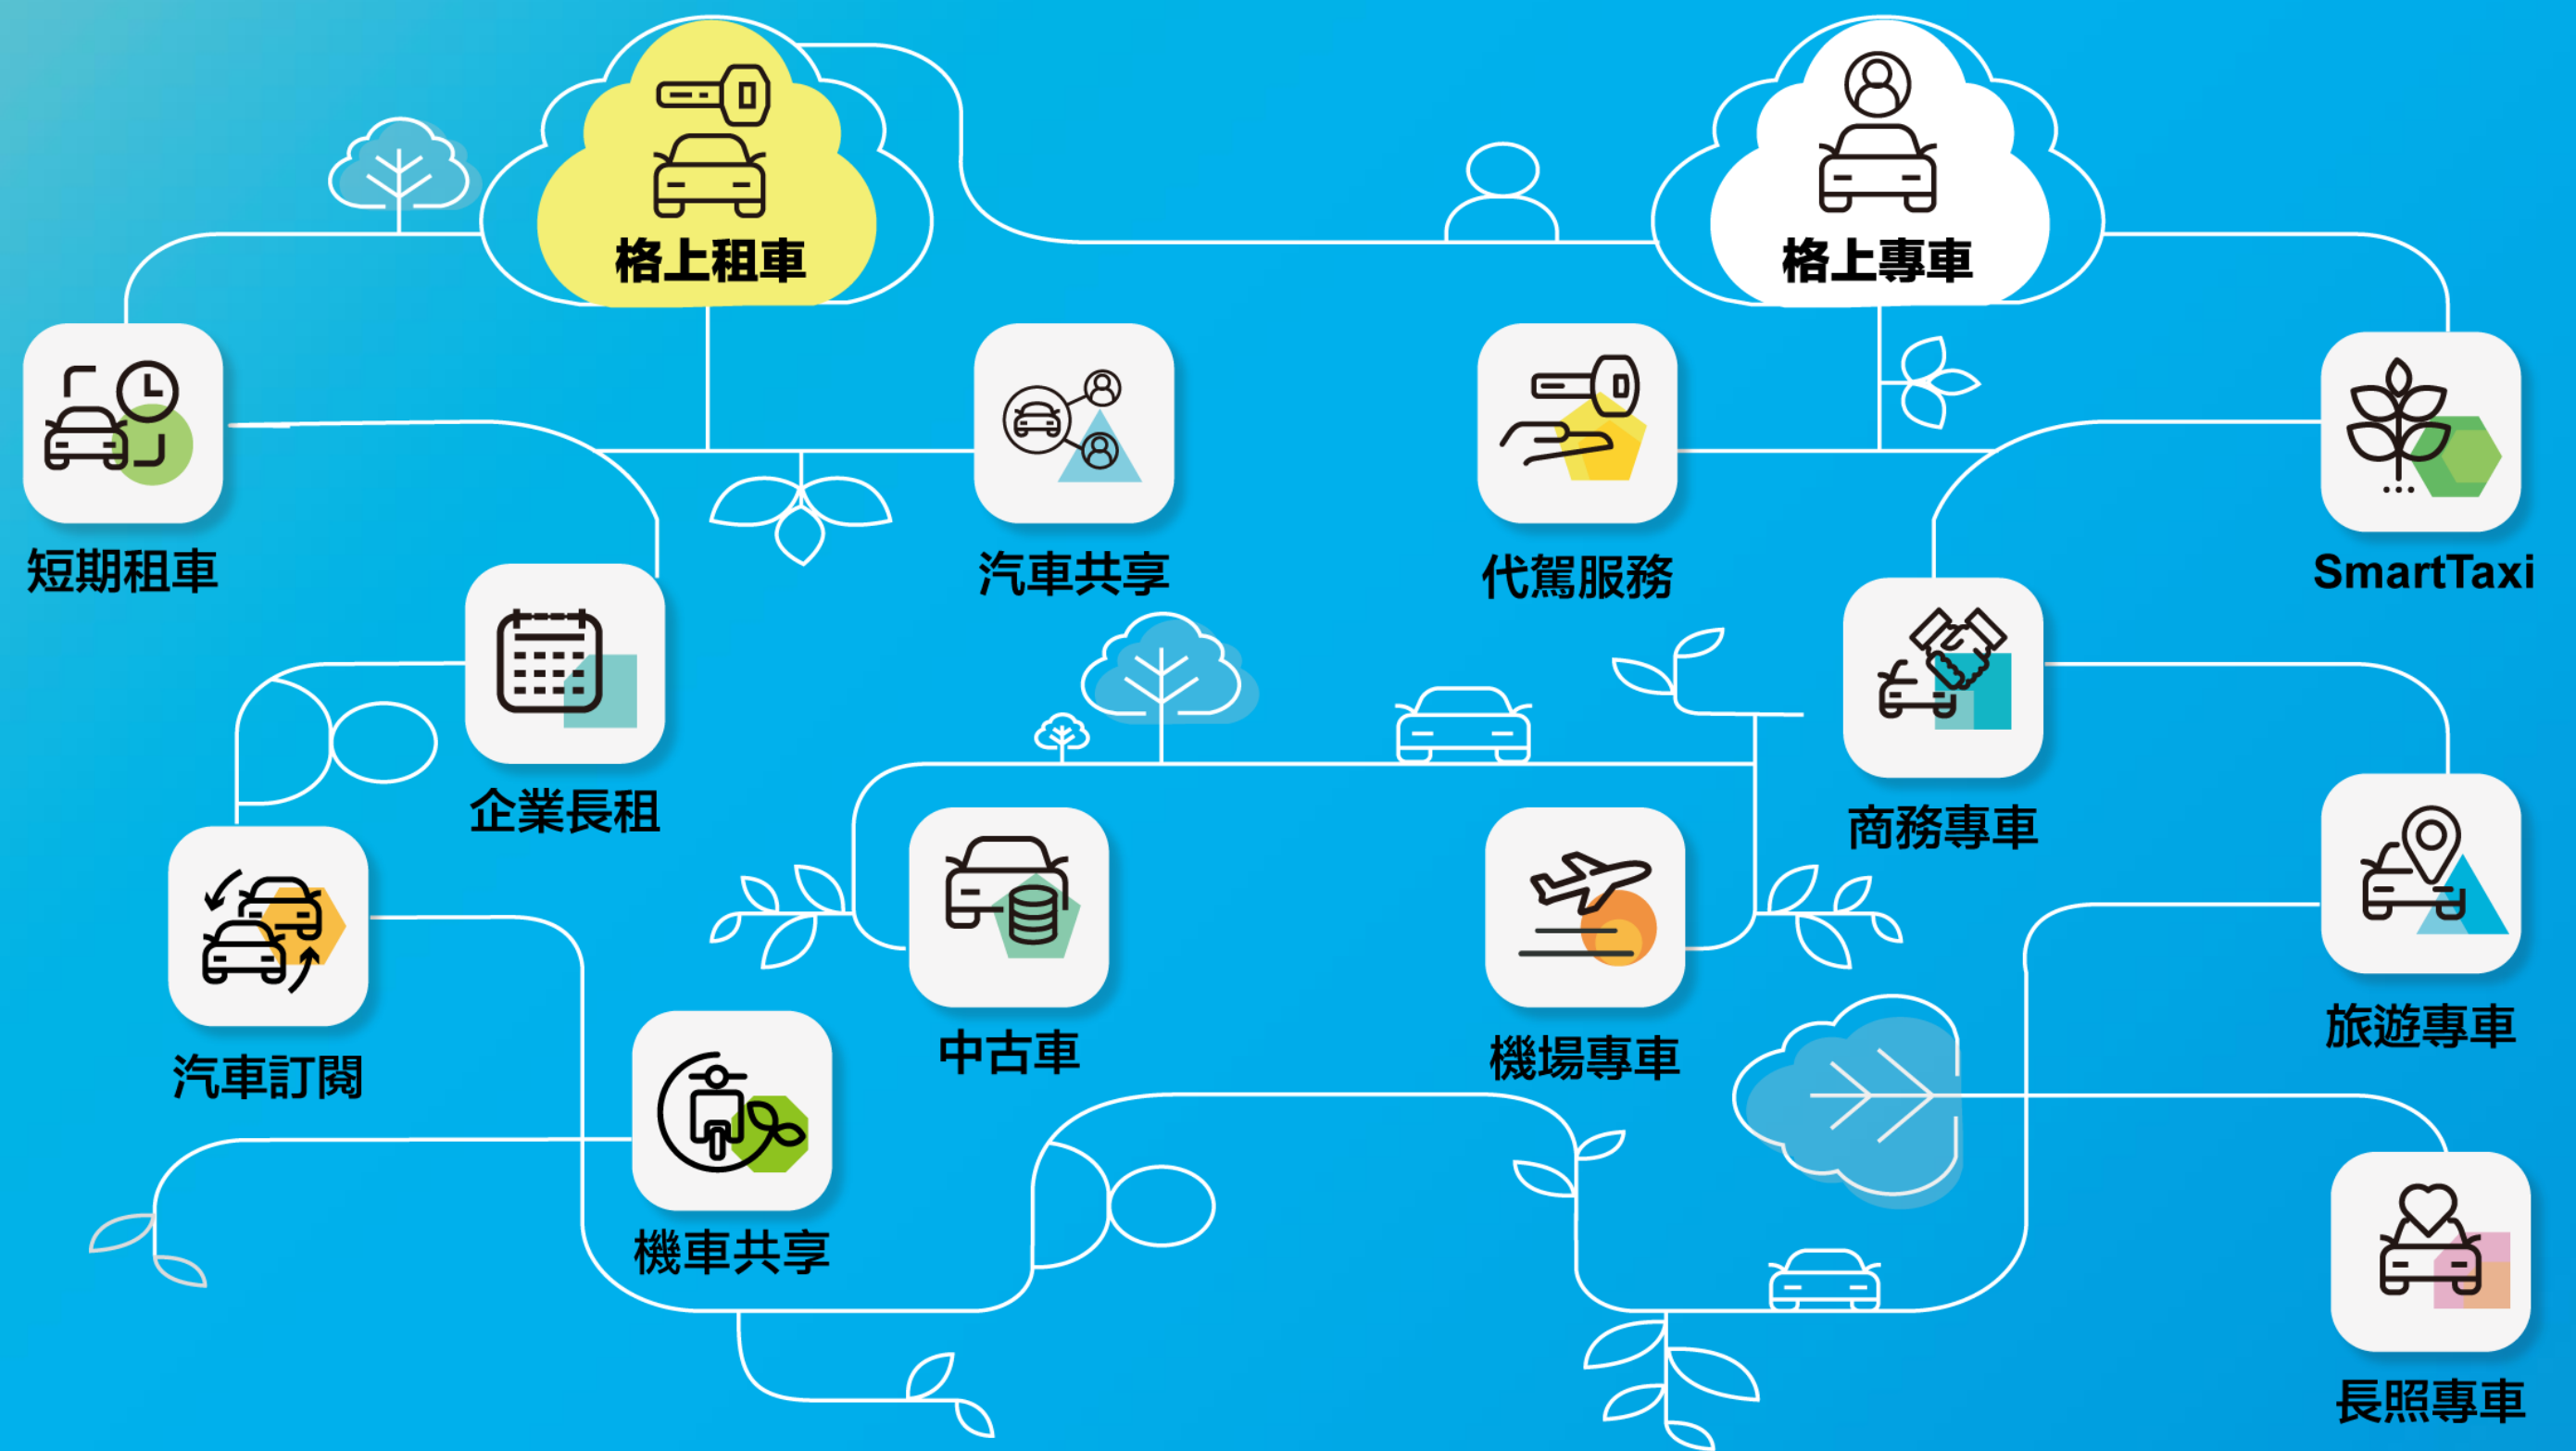 格上租車
格上專車
短期租車
汽車共享
代駕服務
SmartTaxi
企業長租
商務專車
汽車訂閱
中古車
機場專車
旅遊專車
機車共享
長照專車